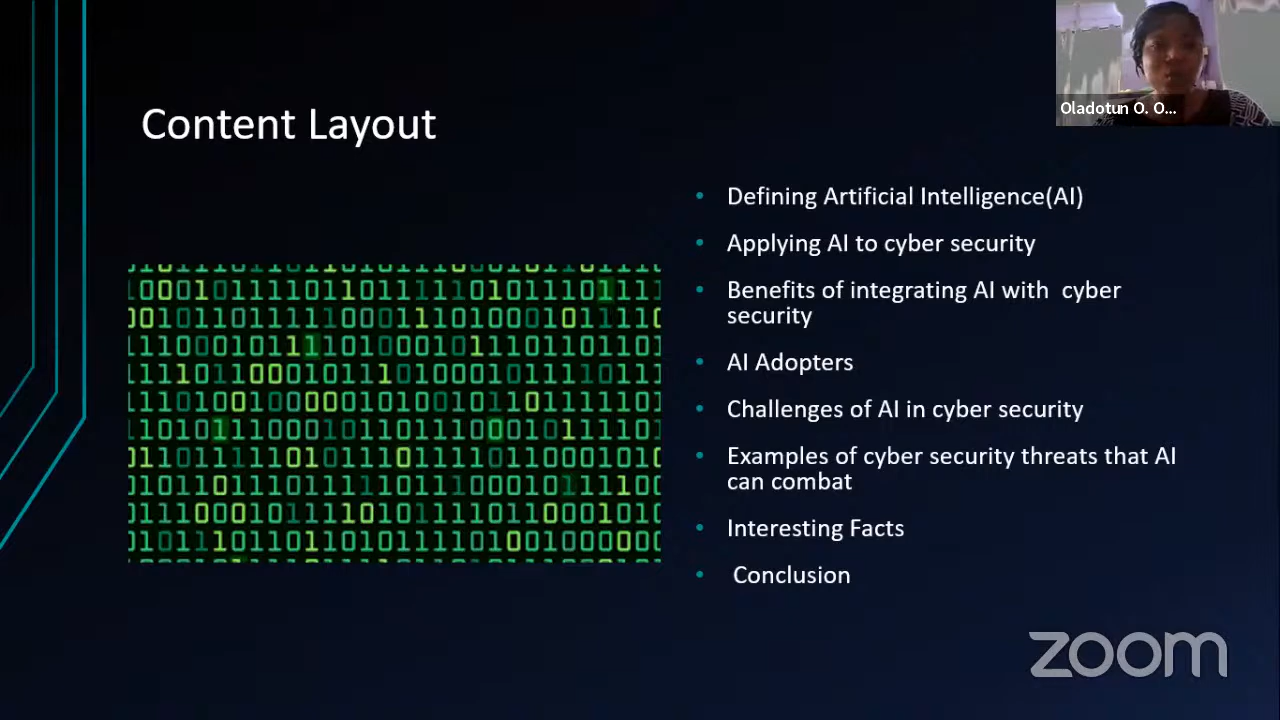 Oladotun O. O...
Content Layout
• Defining Artificial Intelligence(AI)
• Applying AI to cyber security
• Benefits of integrating AI with  cyber
security
• AI Adopters
• Challenges of AI in cyber security
• Examples of cyber security threats that AI
can combat
• Interesting Facts
• Conclusion
zoom